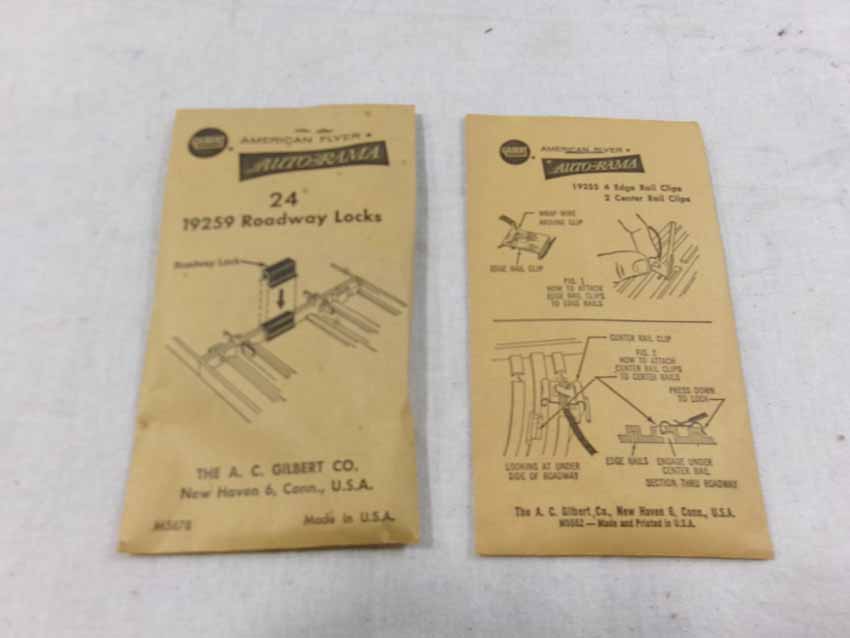 GILBERT
AMERICAN FLYER
AUTO-RAMA
24
19259 Roadway Locks
Roadway Lock
THE A. C. GILBERT CO.
New Haven 6, Conn., U.S.A.
M5678
Made in U.S.A.
GILBERT
AMERICAN FLYER
AUTO-RAMA
19255 4 Edge Rail Clips
2 Center Rail Clips
WRAP WIRE
AROUND CLIP
EDGE RAIL CLIP
FIG. 1
HOW TO ATTACH
EDGE RAIL CLIPS
TO EDGE RAILS
CENTER RAIL CLIP
FIG. 2
HOW TO ATTACH
CENTER RAIL CLIPS
TO CENTER RAILS
PRESS DOWN
TO LOCK
EDGE RAILS
ENGAGE UNDER
CENTER RAIL
LOOKING AT UNDER
SIDE OF ROADWAY
SECTION THRU ROADWAY
The A. C. Gilbert Co., New Haven 6, Conn., U.S.A.
M5662 — Made and Printed in U.S.A.